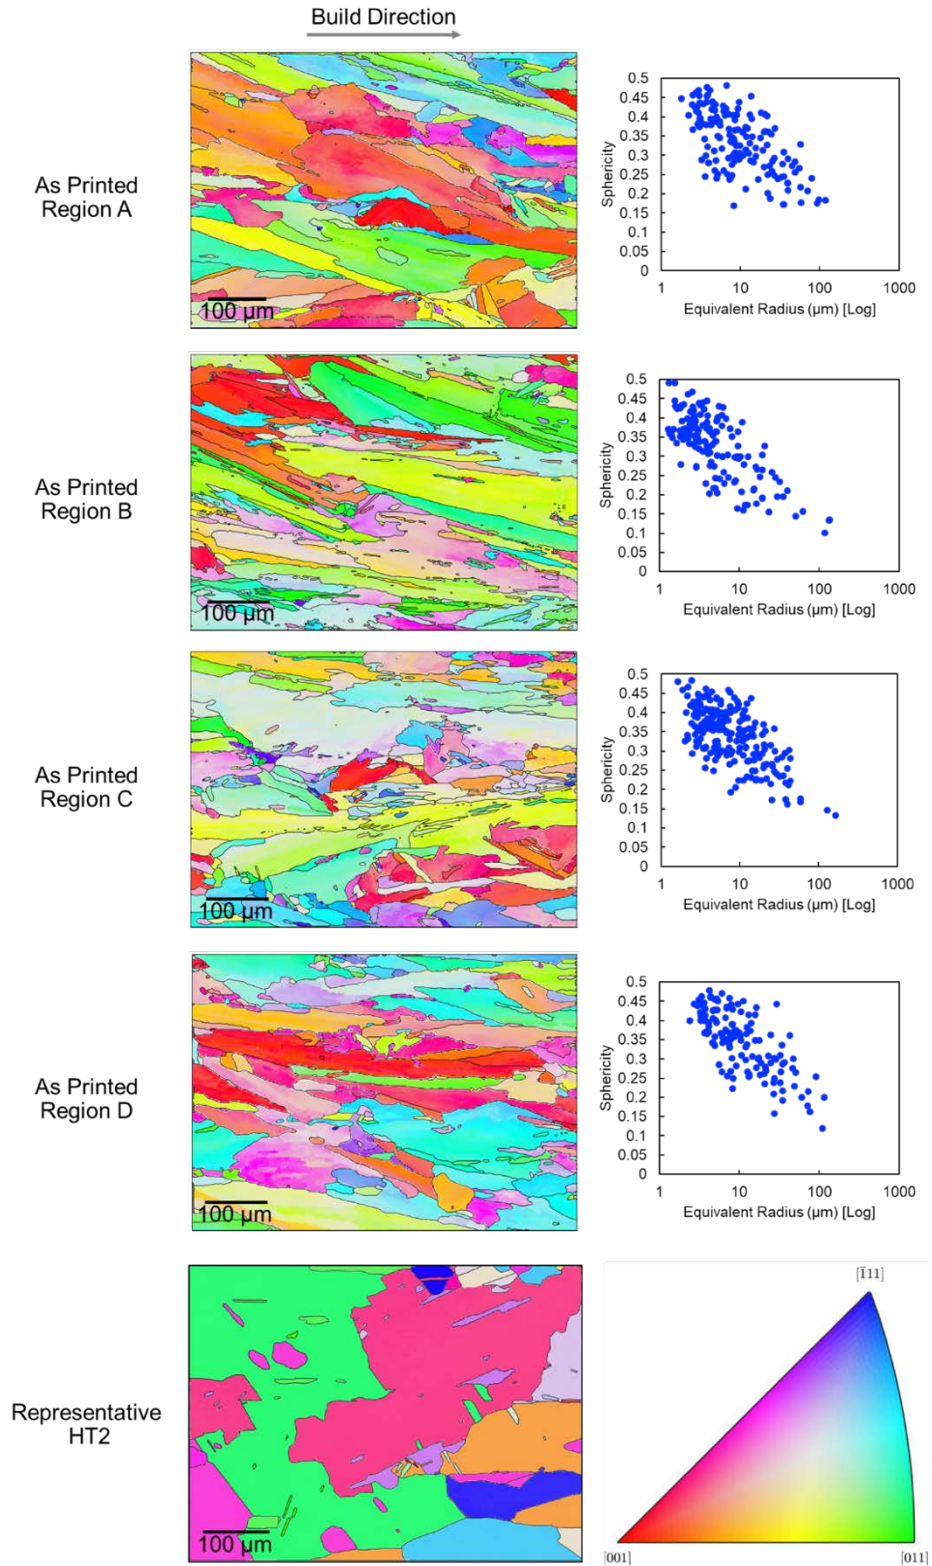 Build Direction
As Printed
Region A
100 µm
0.5
0.45
0.4
0.35
0.3
0.25
0.2
0.15
0.05
0
Sphericity
1
10
100
1000
Equivalent Radius (µm) [Log]
As Printed
Region B
100 µm
0.5
0.45
0.4
0.35
0.3
0.25
0.2
0.15
0.1
0.05
0
Sphericity
1
10
100
1000
Equivalent Radius (µm) [Log]
As Printed
Region C
100 µm
0.5
0.45
0.4
0.35
0.3
0.25
0.2
0.15
0.1
0.05
0
Sphericity
1
10
100
1000
Equivalent Radius (µm) [Log]
As Printed
Region D
100 µm
0.5
0.45
0.4
0.35
0.3
0.25
0.2
0.15
0.1
0.05
0
Sphericity
1
10
100
1000
Equivalent Radius (µm) [Log]
Representative
HT2
100 µm
[1̄11]
[001]
[011]